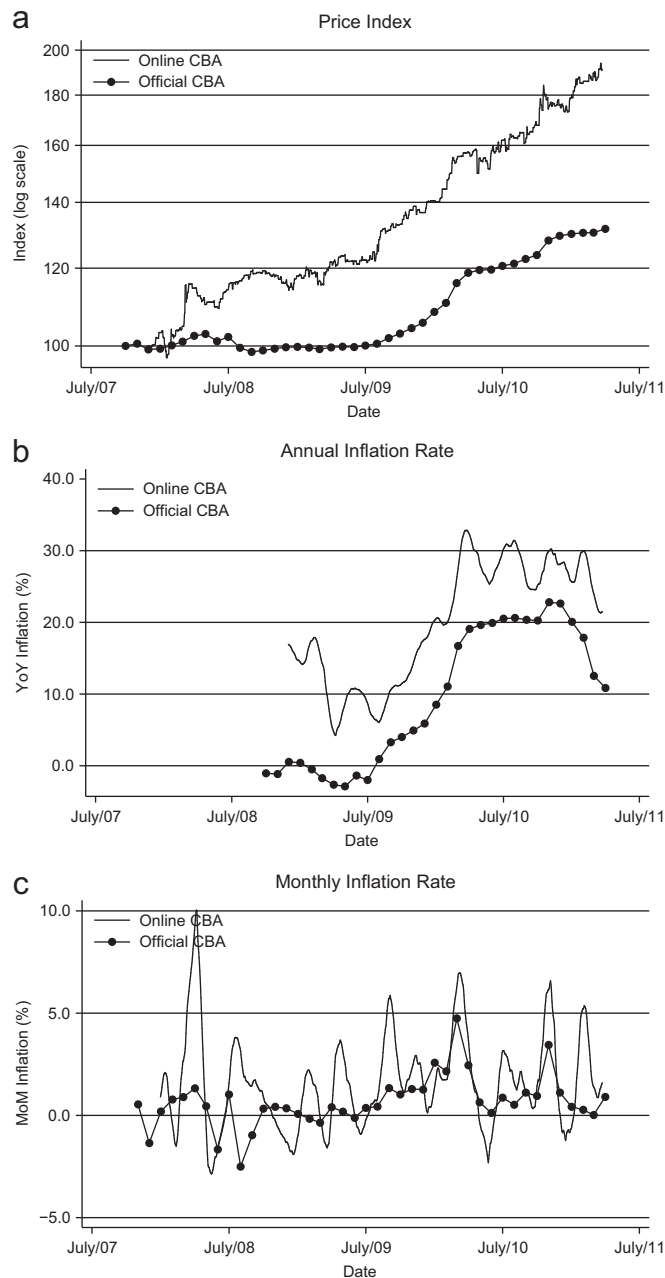 a
Price Index
200
180
160
140
120
100
Index (log scale)
Online CBA
Official CBA
July/07
July/08
July/09
July/10
July/11
Date
b
Annual Inflation Rate
40.0
30.0
20.0
10.0
0.0
YoY Inflation (%)
Online CBA
Official CBA
July/07
July/08
July/09
July/10
July/11
Date
c
Monthly Inflation Rate
10.0
5.0
0.0
−5.0
MoM Inflation (%)
Online CBA
Official CBA
July/07
July/08
July/09
July/10
July/11
Date